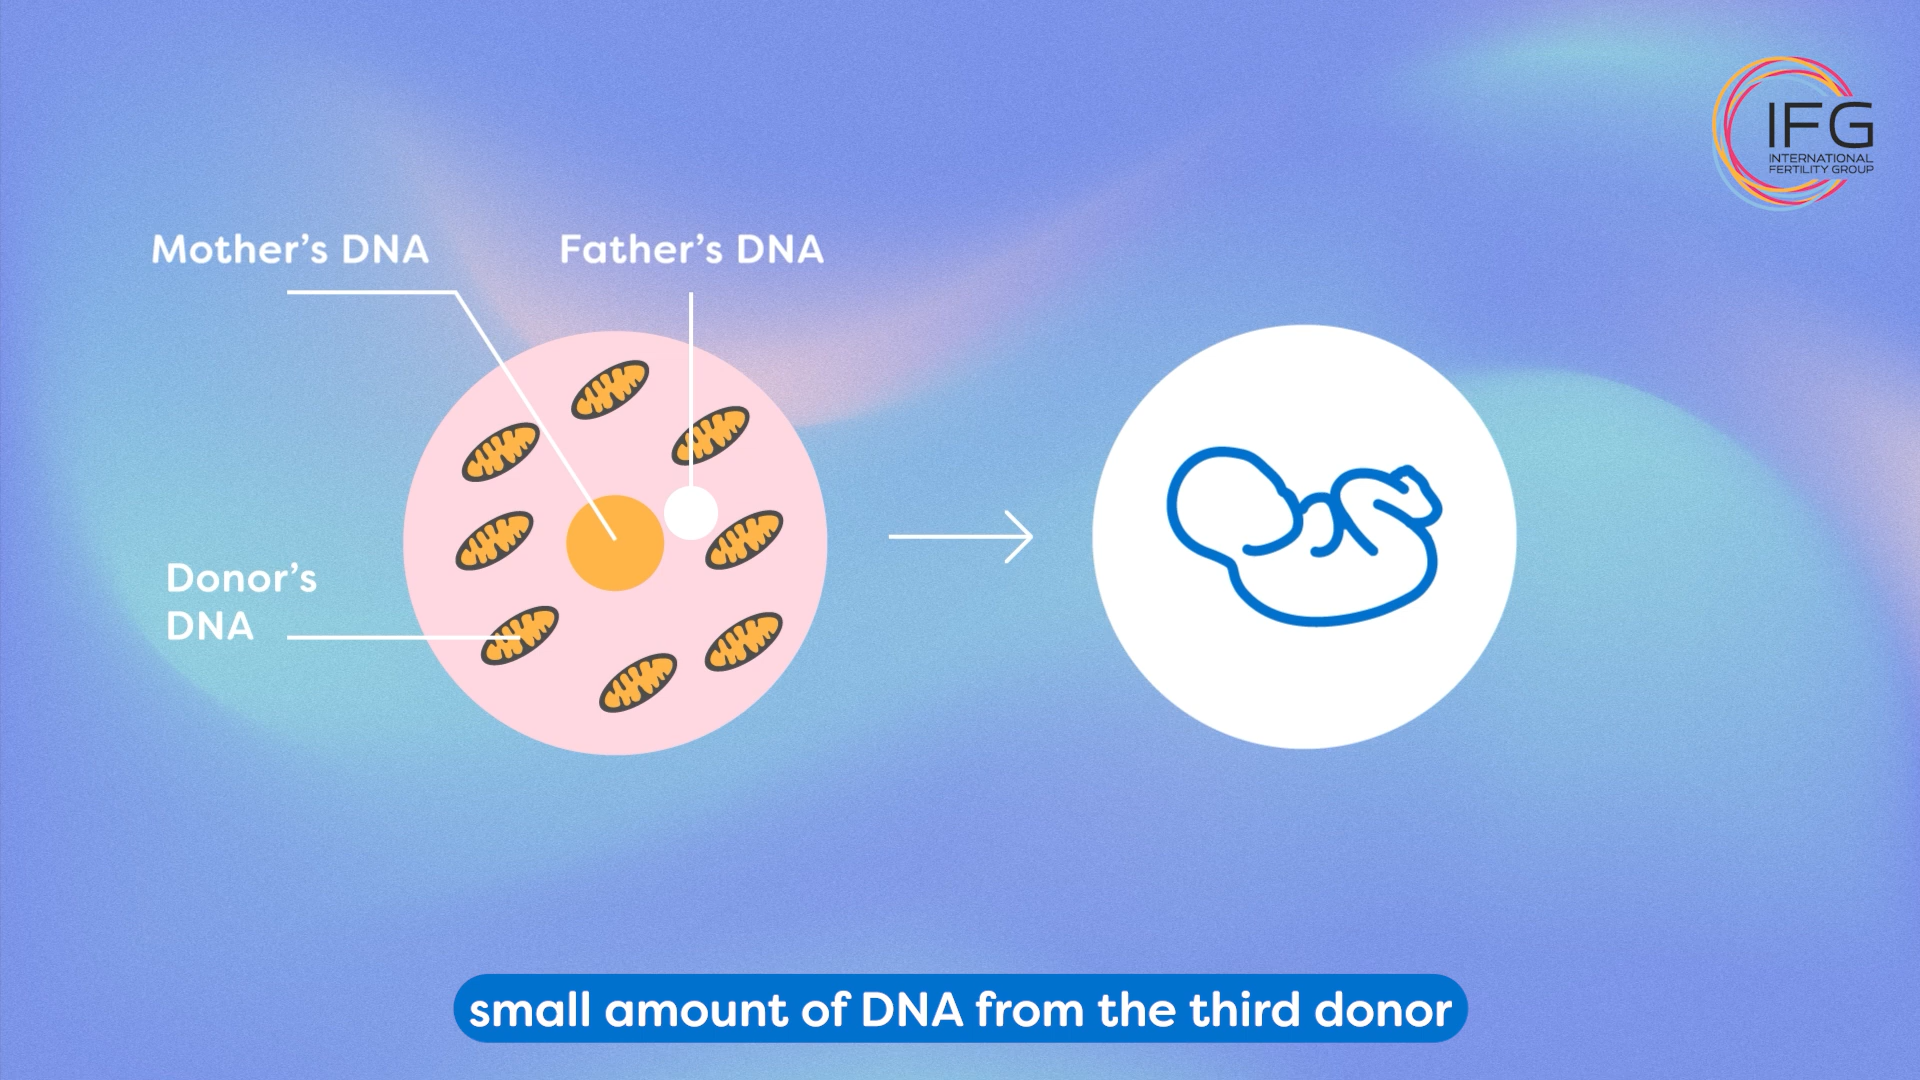 IFG
INTERNATIONAL
FERTILITY GROUP
Mother's DNA
Father's DNA
Donor's
DNA
small amount of DNA from the third donor